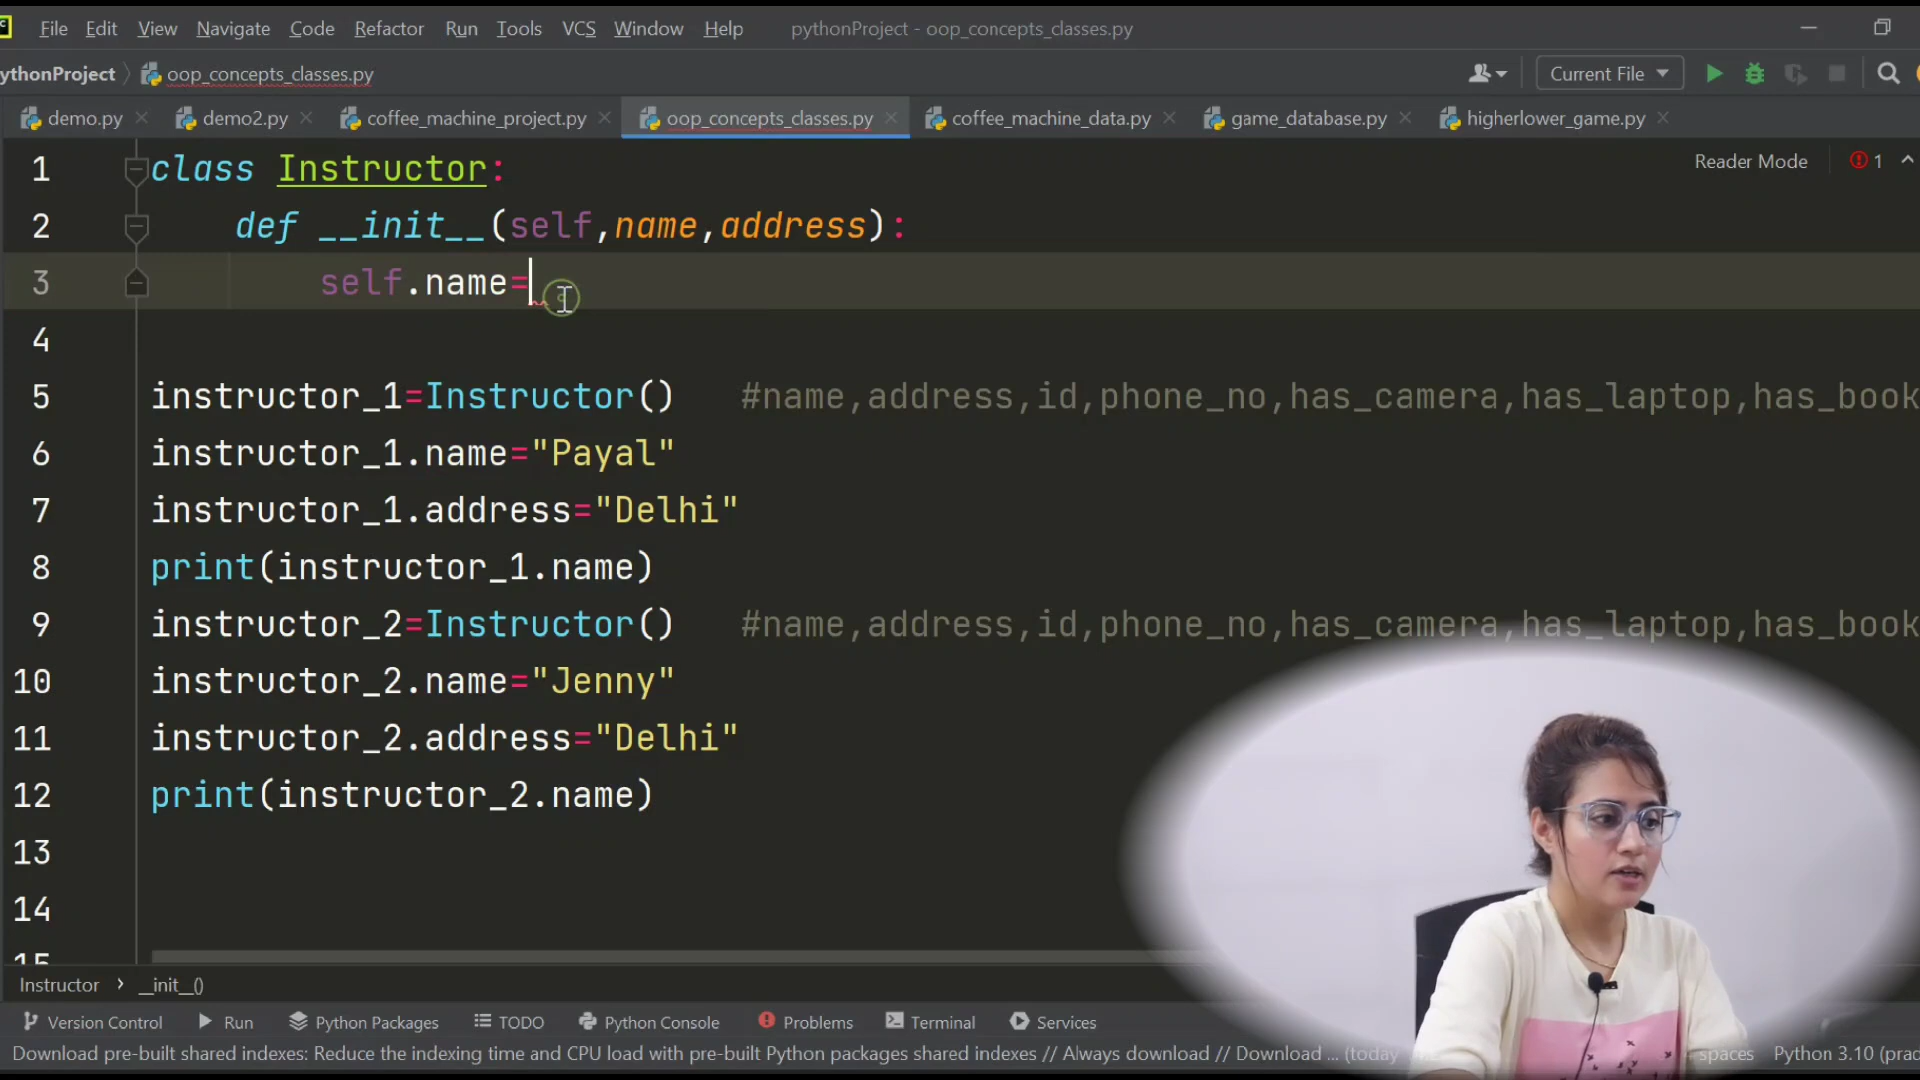 File Edit View Navigate Code Refactor Run Tools VCS Window Help pythonProject - oop_concepts_classes.py
ythonProject oop_concepts_classes.py Current File
demo.py demo2.py coffee_machine_project.py oop_concepts_classes.py coffee_machine_data.py game_database.py higherlower_game.py
Reader Mode 1
1 class Instructor:
2 def __init__(self,name,address):
3 self.name=
4
5 instructor_1=Instructor() #name,address,id,phone_no,has_camera,has_laptop,has_book
6 instructor_1.name="Payal"
7 instructor_1.address="Delhi"
8 print(instructor_1.name)
9 instructor_2=Instructor() #name,address,id,phone_no,has_camera,has_laptop,has_book
10 instructor_2.name="Jenny"
11 instructor_2.address="Delhi"
12 print(instructor_2.name)
13
14
15
Instructor __init__()
Version Control Run Python Packages TODO Python Console Problems Terminal Services
Download pre-built shared indexes: Reduce the indexing time and CPU load with pre-built Python packages shared indexes // Always download // Download ... (today spaces Python 3.10 (prad